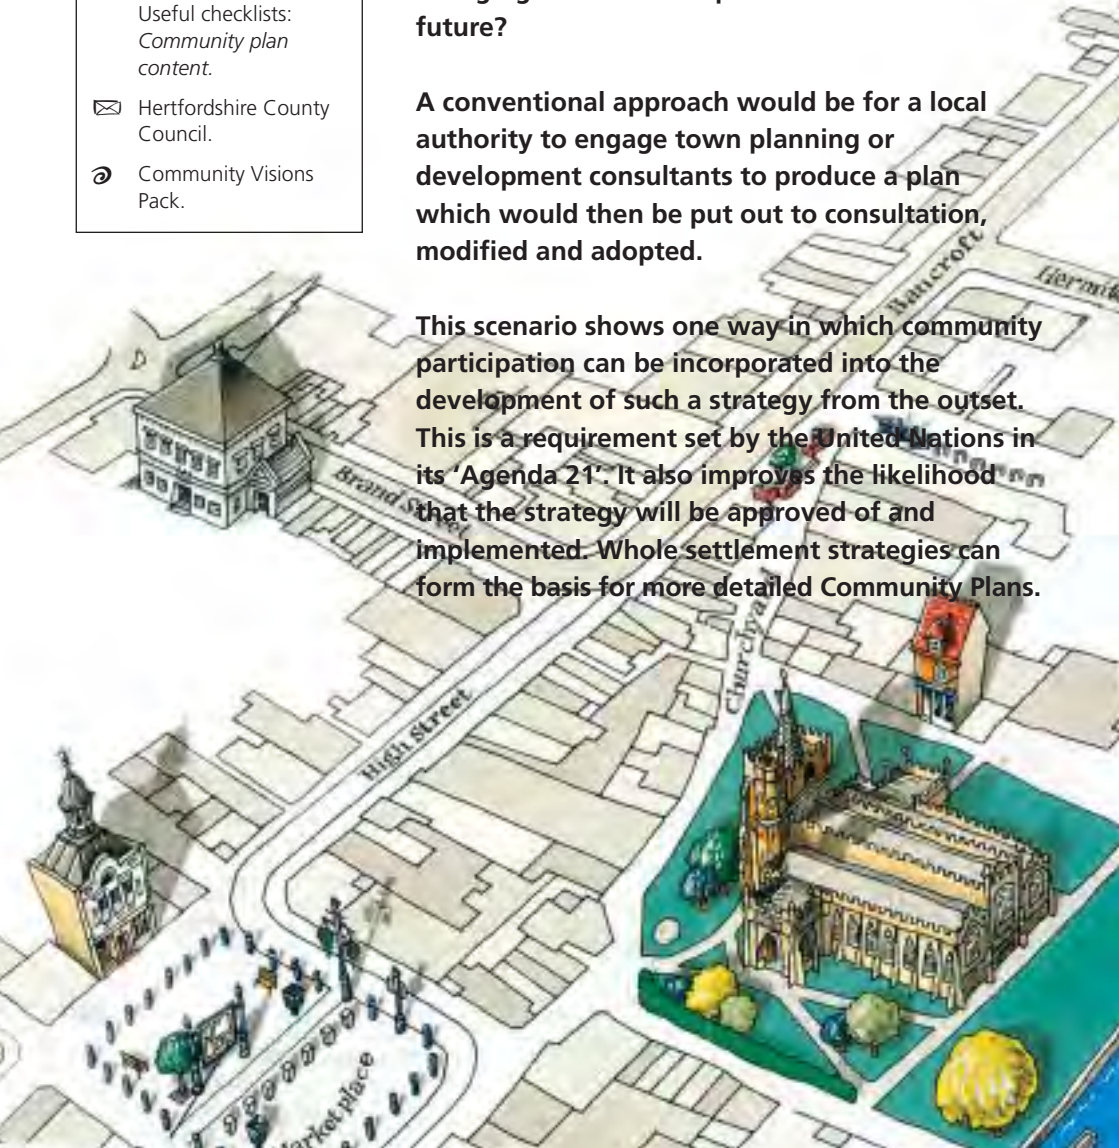 Useful checklists:
Community plan
content.
Hertfordshire County
Council.
Community Visions
Pack.
future?
A conventional approach would be for a local
authority to engage town planning or
development consultants to produce a plan
which would then be put out to consultation,
modified and adopted.
This scenario shows one way in which community
participation can be incorporated into the
development of such a strategy from the outset.
This is a requirement set by the United Nations in
its ‘Agenda 21’. It also improves the likelihood
that the strategy will be approved of and
implemented. Whole settlement strategies can
form the basis for more detailed Community Plans.
Bancroft
Brand Street
Churchyard
High Street
Market place